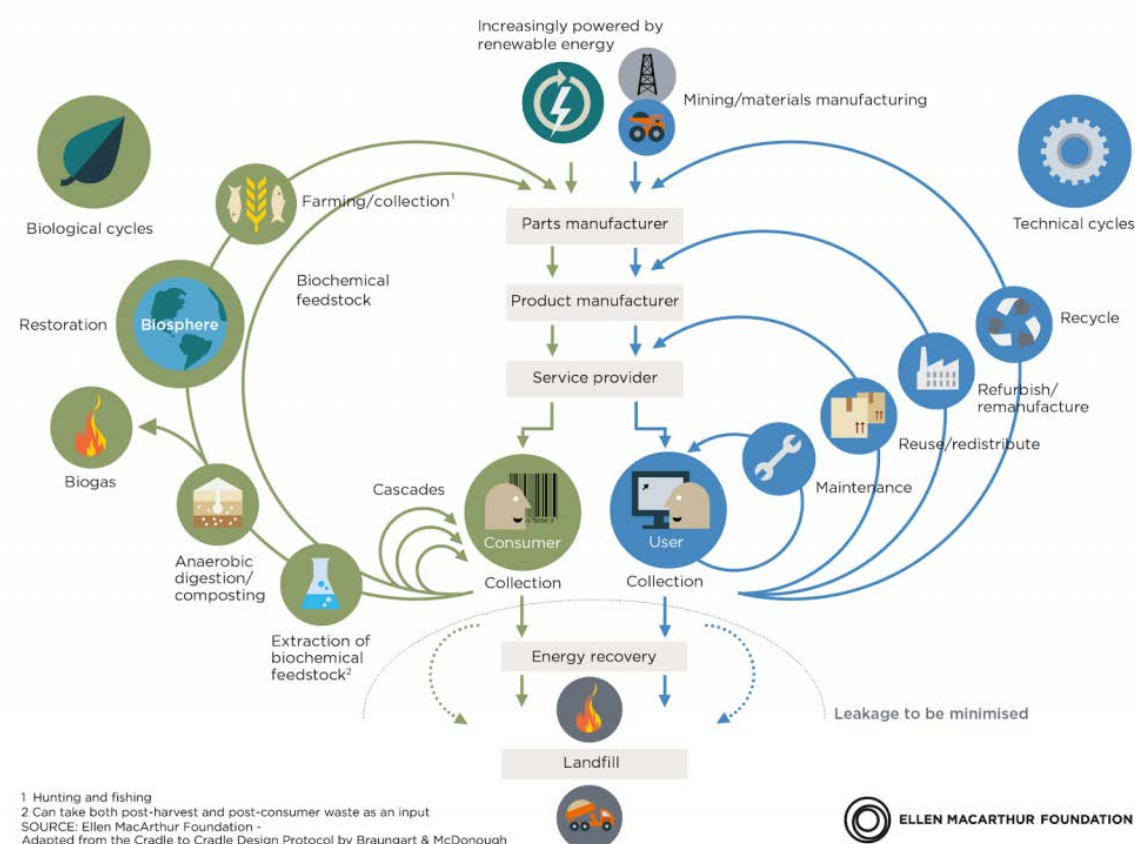 Increasingly powered by
renewable energy
Mining/materials manufacturing
Biological cycles
Technical cycles
Farming/collection¹
Parts manufacturer
Biochemical
feedstock
Product manufacturer
Restoration
Biosphere
Recycle
Service provider
Refurbish/
remanufacture
Reuse/redistribute
Biogas
Cascades
Maintenance
Consumer
User
Anaerobic
digestion/
composting
Collection
Collection
Extraction of
biochemical
feedstock²
Energy recovery
Leakage to be minimised
Landfill
1 Hunting and fishing
2 Can take both post-harvest and post-consumer waste as an input
SOURCE: Ellen MacArthur Foundation -
Adapted from the Cradle to Cradle Design Protocol by Braungart & McDonough
ELLEN MACARTHUR FOUNDATION